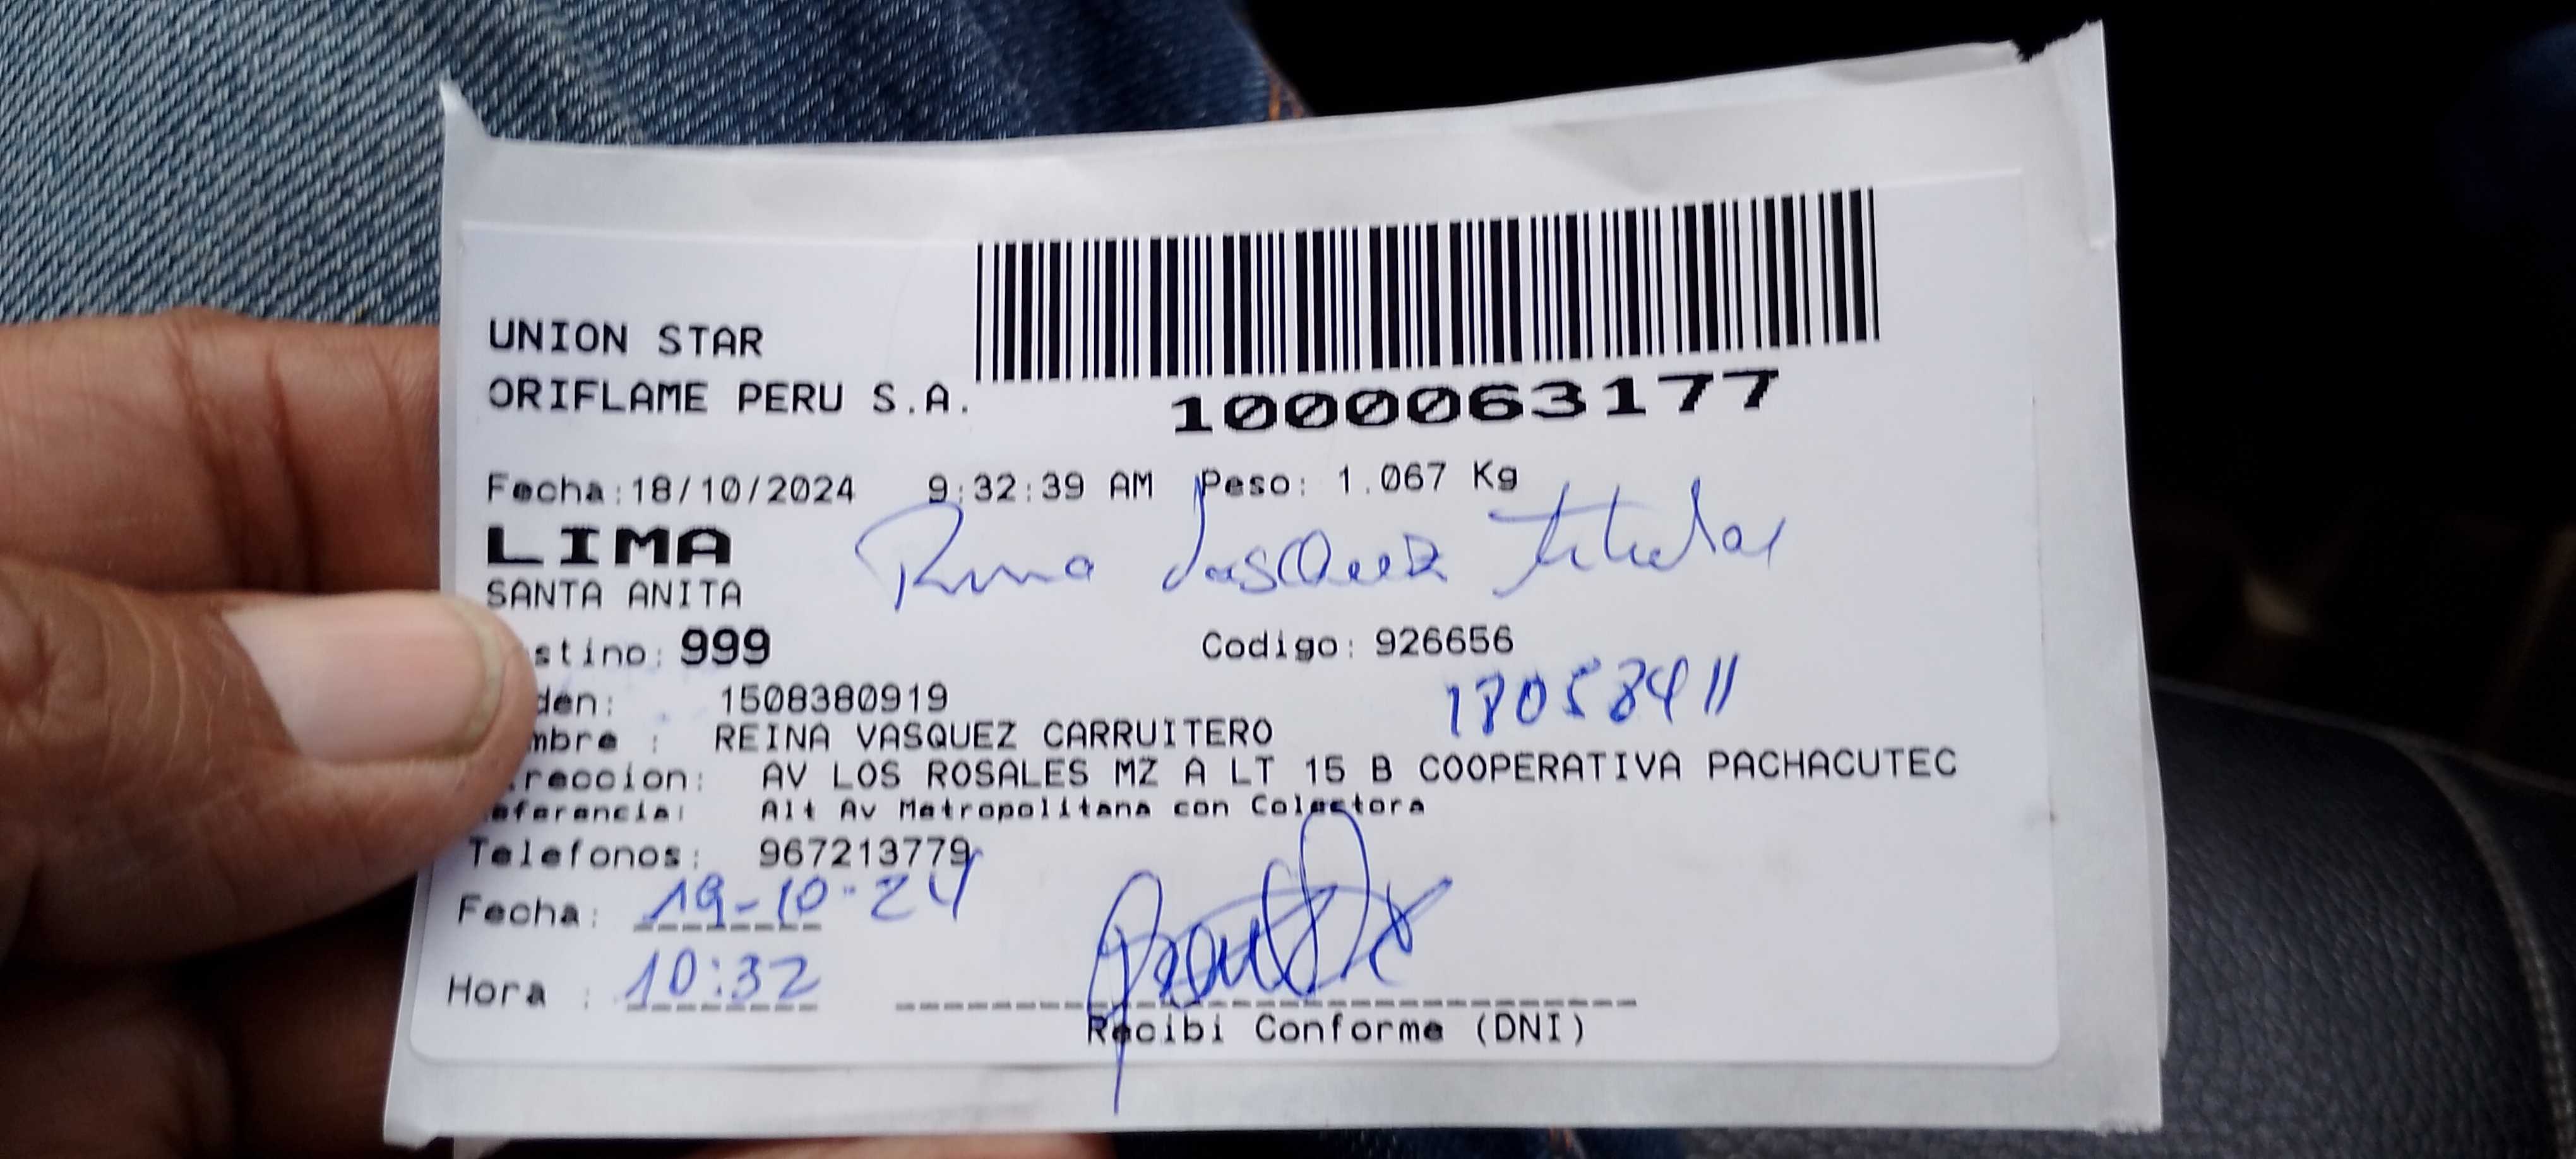 UNION STAR
ORIFLAME PERU S.A.
1000063177
Fecha:18/10/2024 9:32:39 AM Peso: 1.067 Kg
LIMA
Vasquez titular
SANTA ANITA
stino: 999 Codigo: 926656
den: 1508380919
18058411
mbre : REINA VASQUEZ CARRUITERO
reccion: AV LOS ROSALES MZ A LT 15 B COOPERATIVA PACHACUTEC
eferencia: Alt Av Metropolitana con Colectora
Telefonos: 967213779
Fecha: 19-10-24
Hora : 10:32
Recibi Conforme (DNI)